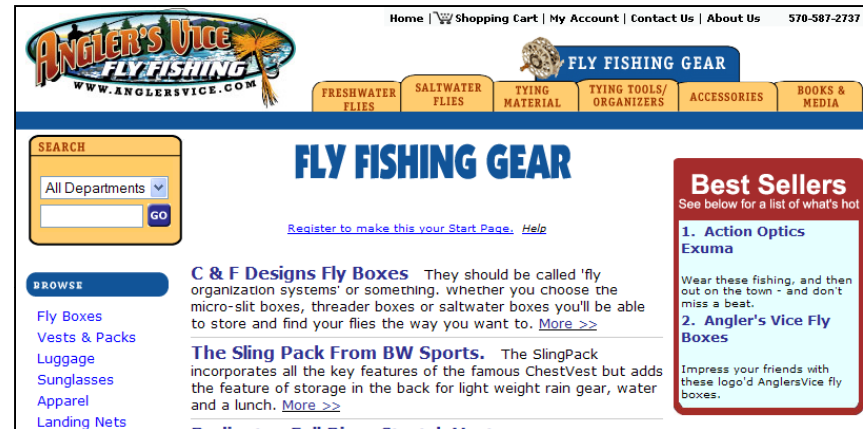 Home | Shopping Cart | My Account | Contact Us | About Us 570-587-2737
ANGLER'S VICE
FLY FISHING
WWW.ANGLERSVICE.COM
FLY FISHING GEAR
FRESHWATER FLIES
SALTWATER FLIES
TYING MATERIAL
TYING TOOLS/ ORGANIZERS
ACCESSORIES
BOOKS & MEDIA
SEARCH
All Departments
GO
BROWSE
Fly Boxes
Vests & Packs
Luggage
Sunglasses
Apparel
Landing Nets
FLY FISHING GEAR
Register to make this your Start Page. Help
C & F Designs Fly Boxes They should be called 'fly
organization systems' or something. Whether you choose the
micro-slit boxes, threader boxes or saltwater boxes you'll be able
to store and find your flies the way you want to. More >>
The Sling Pack From BW Sports. The SlingPack
incorporates all the key features of the famous ChestVest but adds
the feature of storage in the back for light weight rain gear, water
and a lunch. More >>
Best Sellers
See below for a list of what's hot
1. Action Optics
Exuma
Wear these fishing, and then
out on the town - and don't
miss a beat.
2. Angler's Vice Fly
Boxes
Impress your friends with
these logo'd AnglersVice fly
boxes.